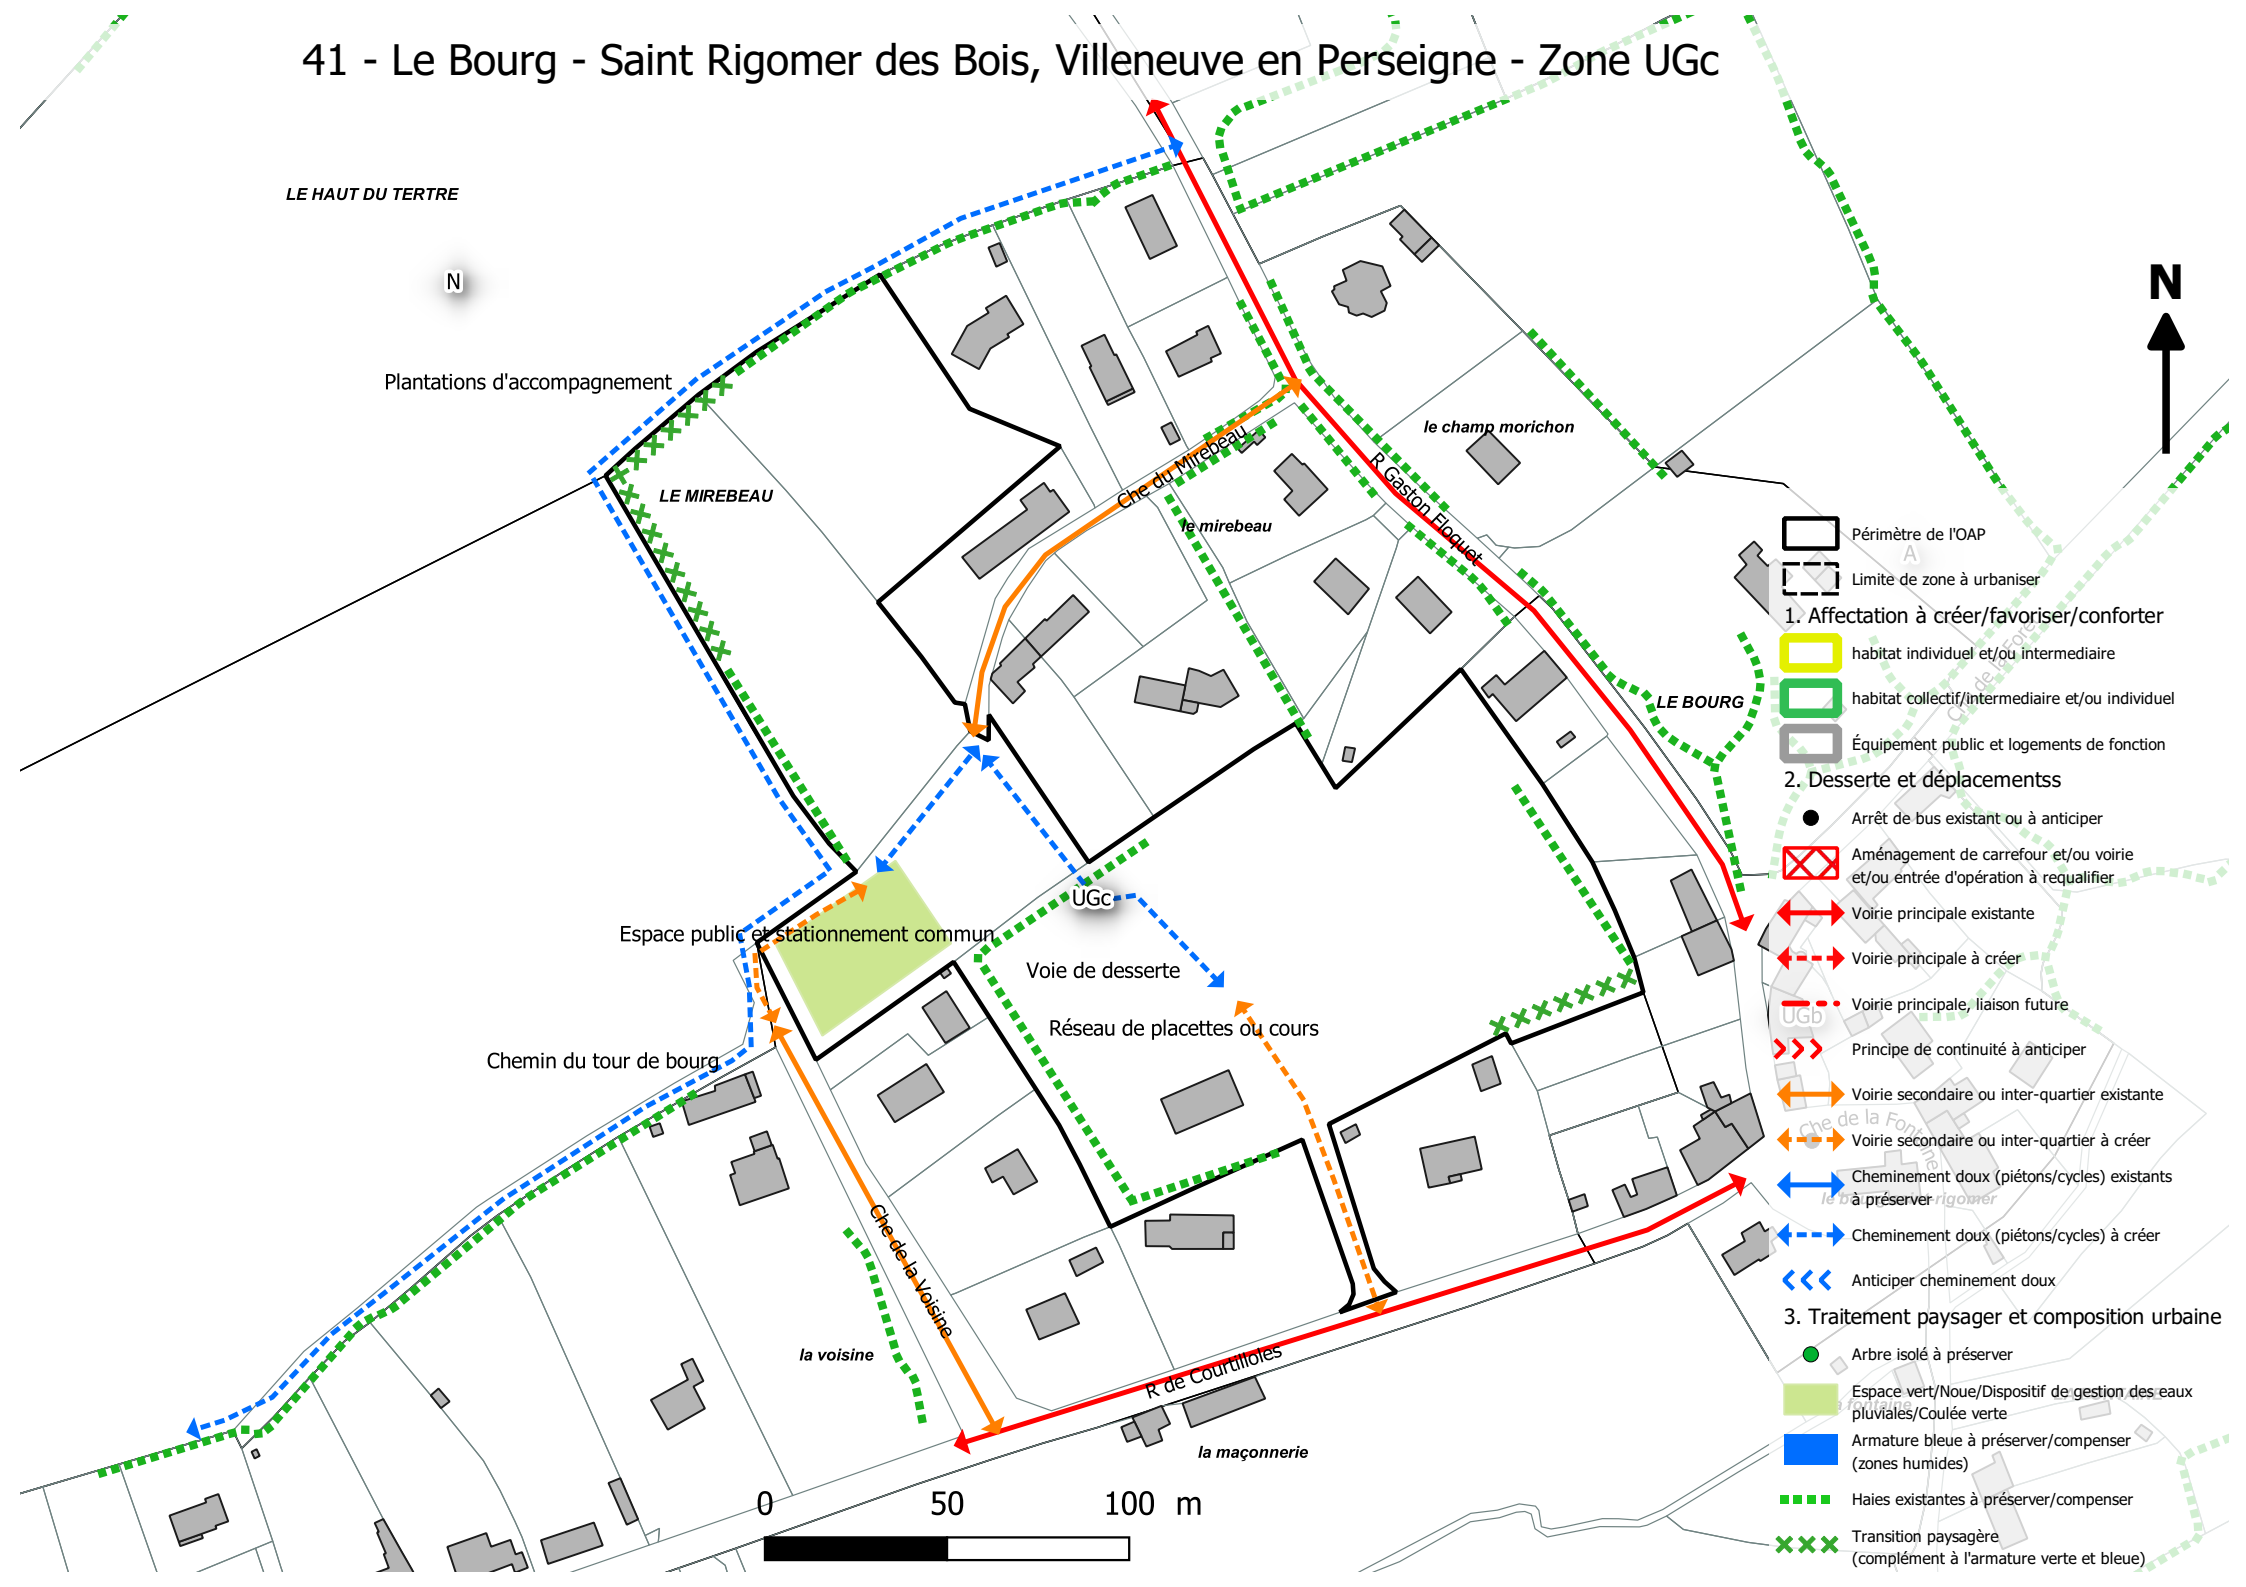 41 - Le Bourg - Saint Rigomer des Bois, Villeneuve en Perseigne - Zone UGc
LE HAUT DU TERTRE
N
N
Plantations d'accompagnement
LE MIREBEAU
Che du Mirebeau
le mirebeau
le champ morichon
R Gaston Floquet
LE BOURG
UGc
Espace public et stationnement commun
Voie de desserte
Réseau de placettes ou cours
Chemin du tour de bourg
Che de la Voisine
la voisine
R de Courtilloles
la maçonnerie
0 50 100 m
Périmètre de l'OAP
A
Limite de zone à urbaniser
1. Affectation à créer/favoriser/conforter
habitat individuel et/ou intermediaire
habitat collectif/intermediaire et/ou individuel
Équipement public et logements de fonction
2. Desserte et déplacementss
Arrêt de bus existant ou à anticiper
Aménagement de carrefour et/ou voirie
et/ou entrée d'opération à requalifier
Voirie principale existante
Voirie principale à créer
Voirie principale, liaison future
UGb
Principe de continuité à anticiper
Voirie secondaire ou inter-quartier existante
Che de la Fontaine
Voirie secondaire ou inter-quartier à créer
Cheminement doux (piétons/cycles) existants
à préserver
Cheminement doux (piétons/cycles) à créer
Anticiper cheminement doux
3. Traitement paysager et composition urbaine
Arbre isolé à préserver
Espace vert/Noue/Dispositif de gestion des eaux
pluviales/Coulée verte
Armature bleue à préserver/compenser
(zones humides)
Haies existantes à préserver/compenser
Transition paysagère
(complément à l'armature verte et bleue)